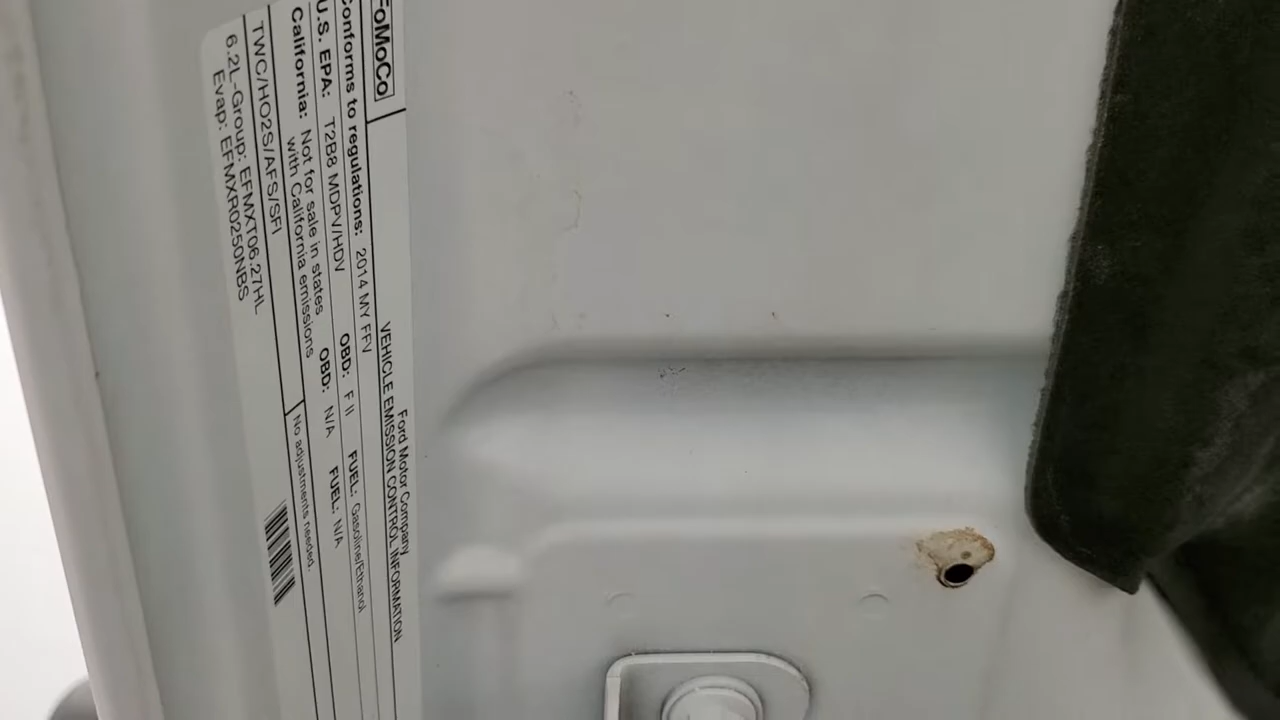 FoMoCo
Ford Motor Company
VEHICLE EMISSION CONTROL INFORMATION
Conforms to regulations: 2014 MY FFV
U.S. EPA: T2B8 MDPV/HDV OBD: F II FUEL: Gasoline/Ethanol
California: Not for sale in states with California emissions OBD: N/A FUEL: N/A
TWC/HO2S/AFS/SFI
No adjustments needed.
6.2L-Group: EFMXT06.27HL
Evap: EFMXR0250NBS